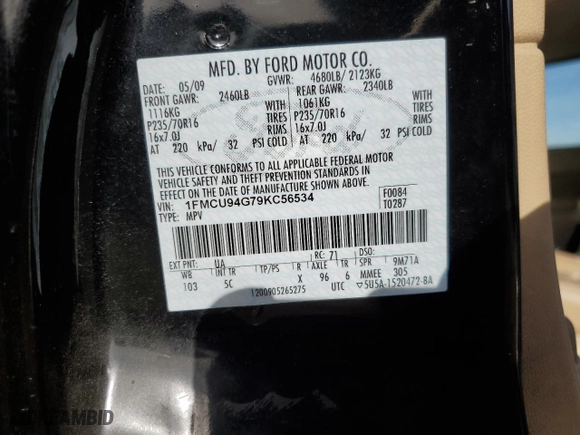 MFD. BY FORD MOTOR CO.
DATE: 05/09 GVWR: 4680LB/ 2123KG
FRONT GAWR: 2460LB REAR GAWR: 2340LB
1116KG WITH 1061KG WITH
P235/70R16 TIRES P235/70R16 TIRES
16x7.0J RIMS 16x7.0J RIMS
AT 220 kPa/ 32 PSI COLD AT 220 kPa/ 32 PSI COLD
THIS VEHICLE CONFORMS TO ALL APPLICABLE FEDERAL MOTOR
VEHICLE SAFETY AND THEFT PREVENTION STANDARDS IN
EFFECT ON THE DATE OF MANUFACTURE SHOWN ABOVE.
VIN: 1FMCU94G79KC56534 F0084
TYPE: MPV T0287
EXT PNT: UA RC: 71 DSO:
WB INT TR TP/PS R AXLE TR SPR 9M71A
103 5C X 96 6 MMEE 305
1200905265275 UTC ▽5U5A-1520472-BA